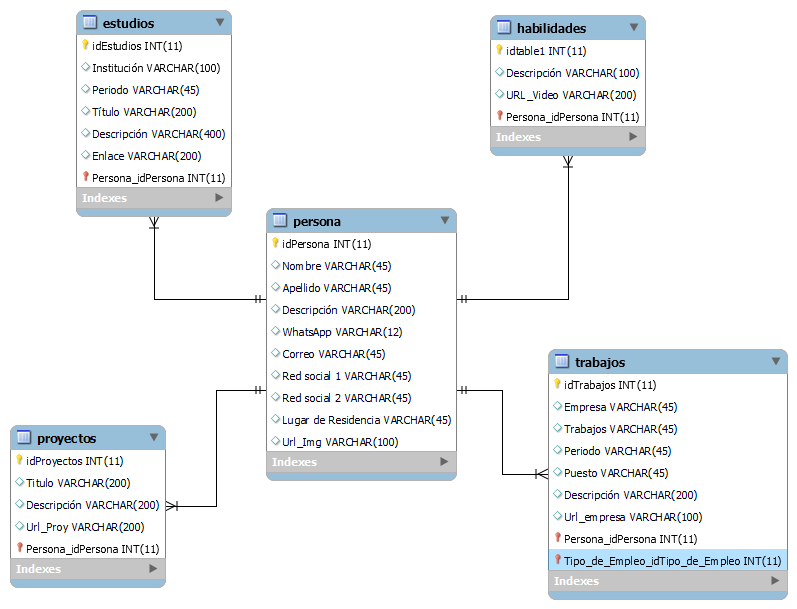 estudios
idEstudios INT(11)
Institución VARCHAR(100)
Periodo VARCHAR(45)
Título VARCHAR(200)
Descripción VARCHAR(400)
Enlace VARCHAR(200)
Persona_idPersona INT(11)
Indexes
habilidades
idtable1 INT(11)
Descripción VARCHAR(100)
URL_Video VARCHAR(200)
Persona_idPersona INT(11)
Indexes
persona
idPersona INT(11)
Nombre VARCHAR(45)
Apellido VARCHAR(45)
Descripción VARCHAR(200)
WhatsApp VARCHAR(12)
Correo VARCHAR(45)
Red social 1 VARCHAR(45)
Red social 2 VARCHAR(45)
Lugar de Residencia VARCHAR(45)
Url_Img VARCHAR(100)
Indexes
proyectos
idProyectos INT(11)
Titulo VARCHAR(200)
Descripción VARCHAR(200)
Url_Proy VARCHAR(200)
Persona_idPersona INT(11)
Indexes
trabajos
idTrabajos INT(11)
Empresa VARCHAR(45)
Trabajos VARCHAR(45)
Periodo VARCHAR(45)
Puesto VARCHAR(45)
Descripción VARCHAR(200)
Url_empresa VARCHAR(100)
Persona_idPersona INT(11)
Tipo_de_Empleo_idTipo_de_Empleo INT(11)
Indexes